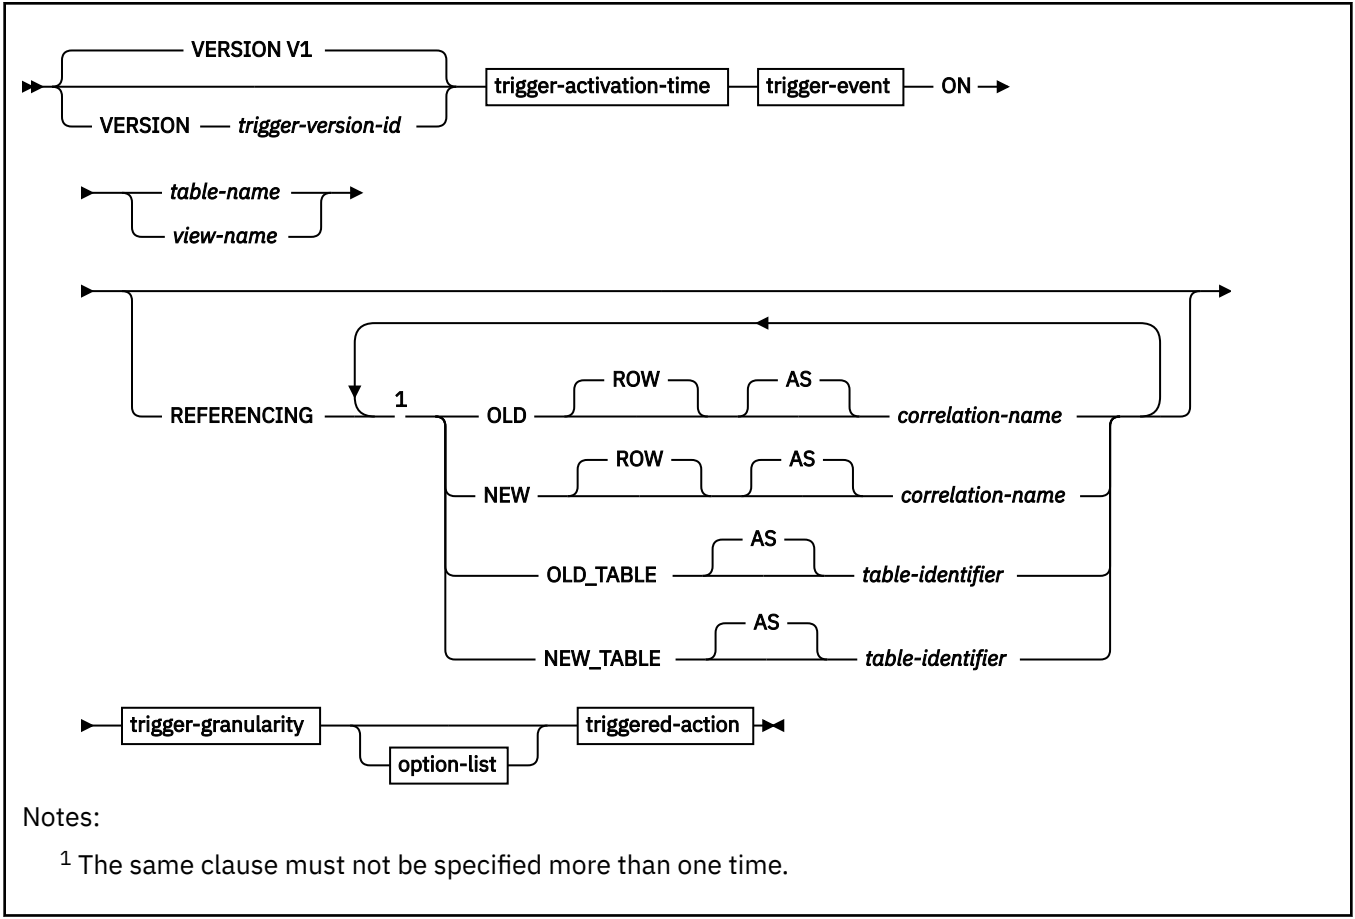 VERSION V1
trigger-activation-time trigger-event ON
VERSION trigger-version-id
table-name
view-name
ROW AS
REFERENCING 1 OLD correlation-name
ROW AS
NEW correlation-name
AS
OLD_TABLE table-identifier
AS
NEW_TABLE table-identifier
trigger-granularity triggered-action
option-list
Notes:
1 The same clause must not be specified more than one time.